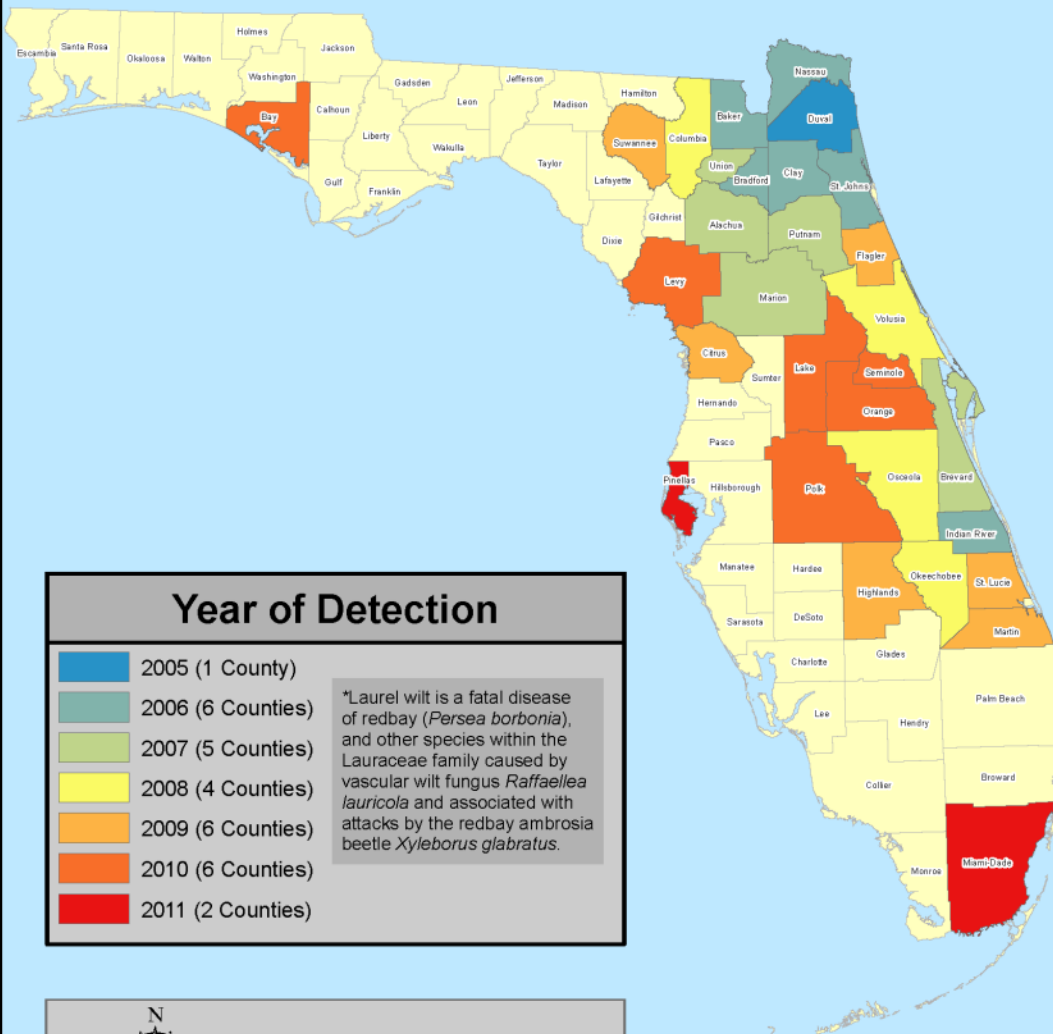 Holmes
Jackson
Escambia
Santa Rosa
Okaloosa
Walton
Washington
Gadsden
Jefferson
Hamilton
Nassau
Bay
Calhoun
Leon
Madison
Baker
Duval
Liberty
Wakulla
Suwannee
Columbia
Taylor
Union
Bradford
Clay
St. Johns
Gulf
Franklin
Lafayette
Gilchrist
Alachua
Putnam
Dixie
Flagler
Levy
Marion
Volusia
Citrus
Sumter
Lake
Seminole
Hernando
Orange
Pasco
Pinellas
Hillsborough
Polk
Osceola
Brevard
Indian River
Manatee
Hardee
Highlands
Okeechobee
St. Lucie
Sarasota
DeSoto
Martin
Charlotte
Glades
Lee
Hendry
Palm Beach
Collier
Broward
Monroe
Miami-Dade
Year of Detection
2005 (1 County)
2006 (6 Counties)
2007 (5 Counties)
2008 (4 Counties)
2009 (6 Counties)
2010 (6 Counties)
2011 (2 Counties)
*Laurel wilt is a fatal disease
of redbay (Persea borbonia),
and other species within the
Lauraceae family caused by
vascular wilt fungus Raffaellea
lauricola and associated with
attacks by the redbay ambrosia
beetle Xyleborus glabratus.
N